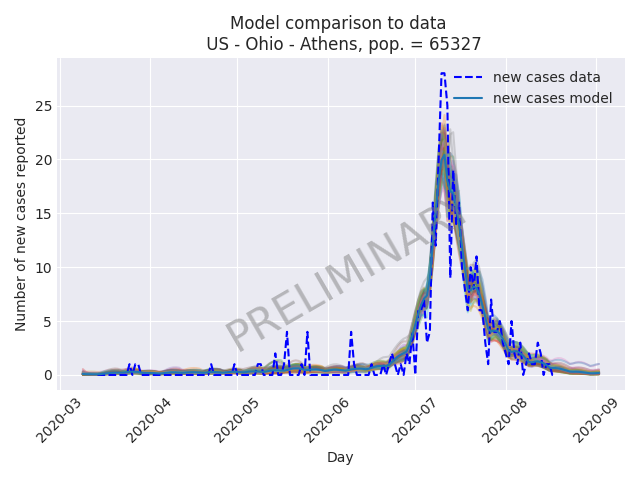 Model comparison to data
US - Ohio - Athens, pop. = 65327
new cases data
new cases model
PRELIMINARY
Number of new cases reported
25
20
15
10
5
0
2020-03
2020-04
2020-05
2020-06
2020-07
2020-08
2020-09
Day